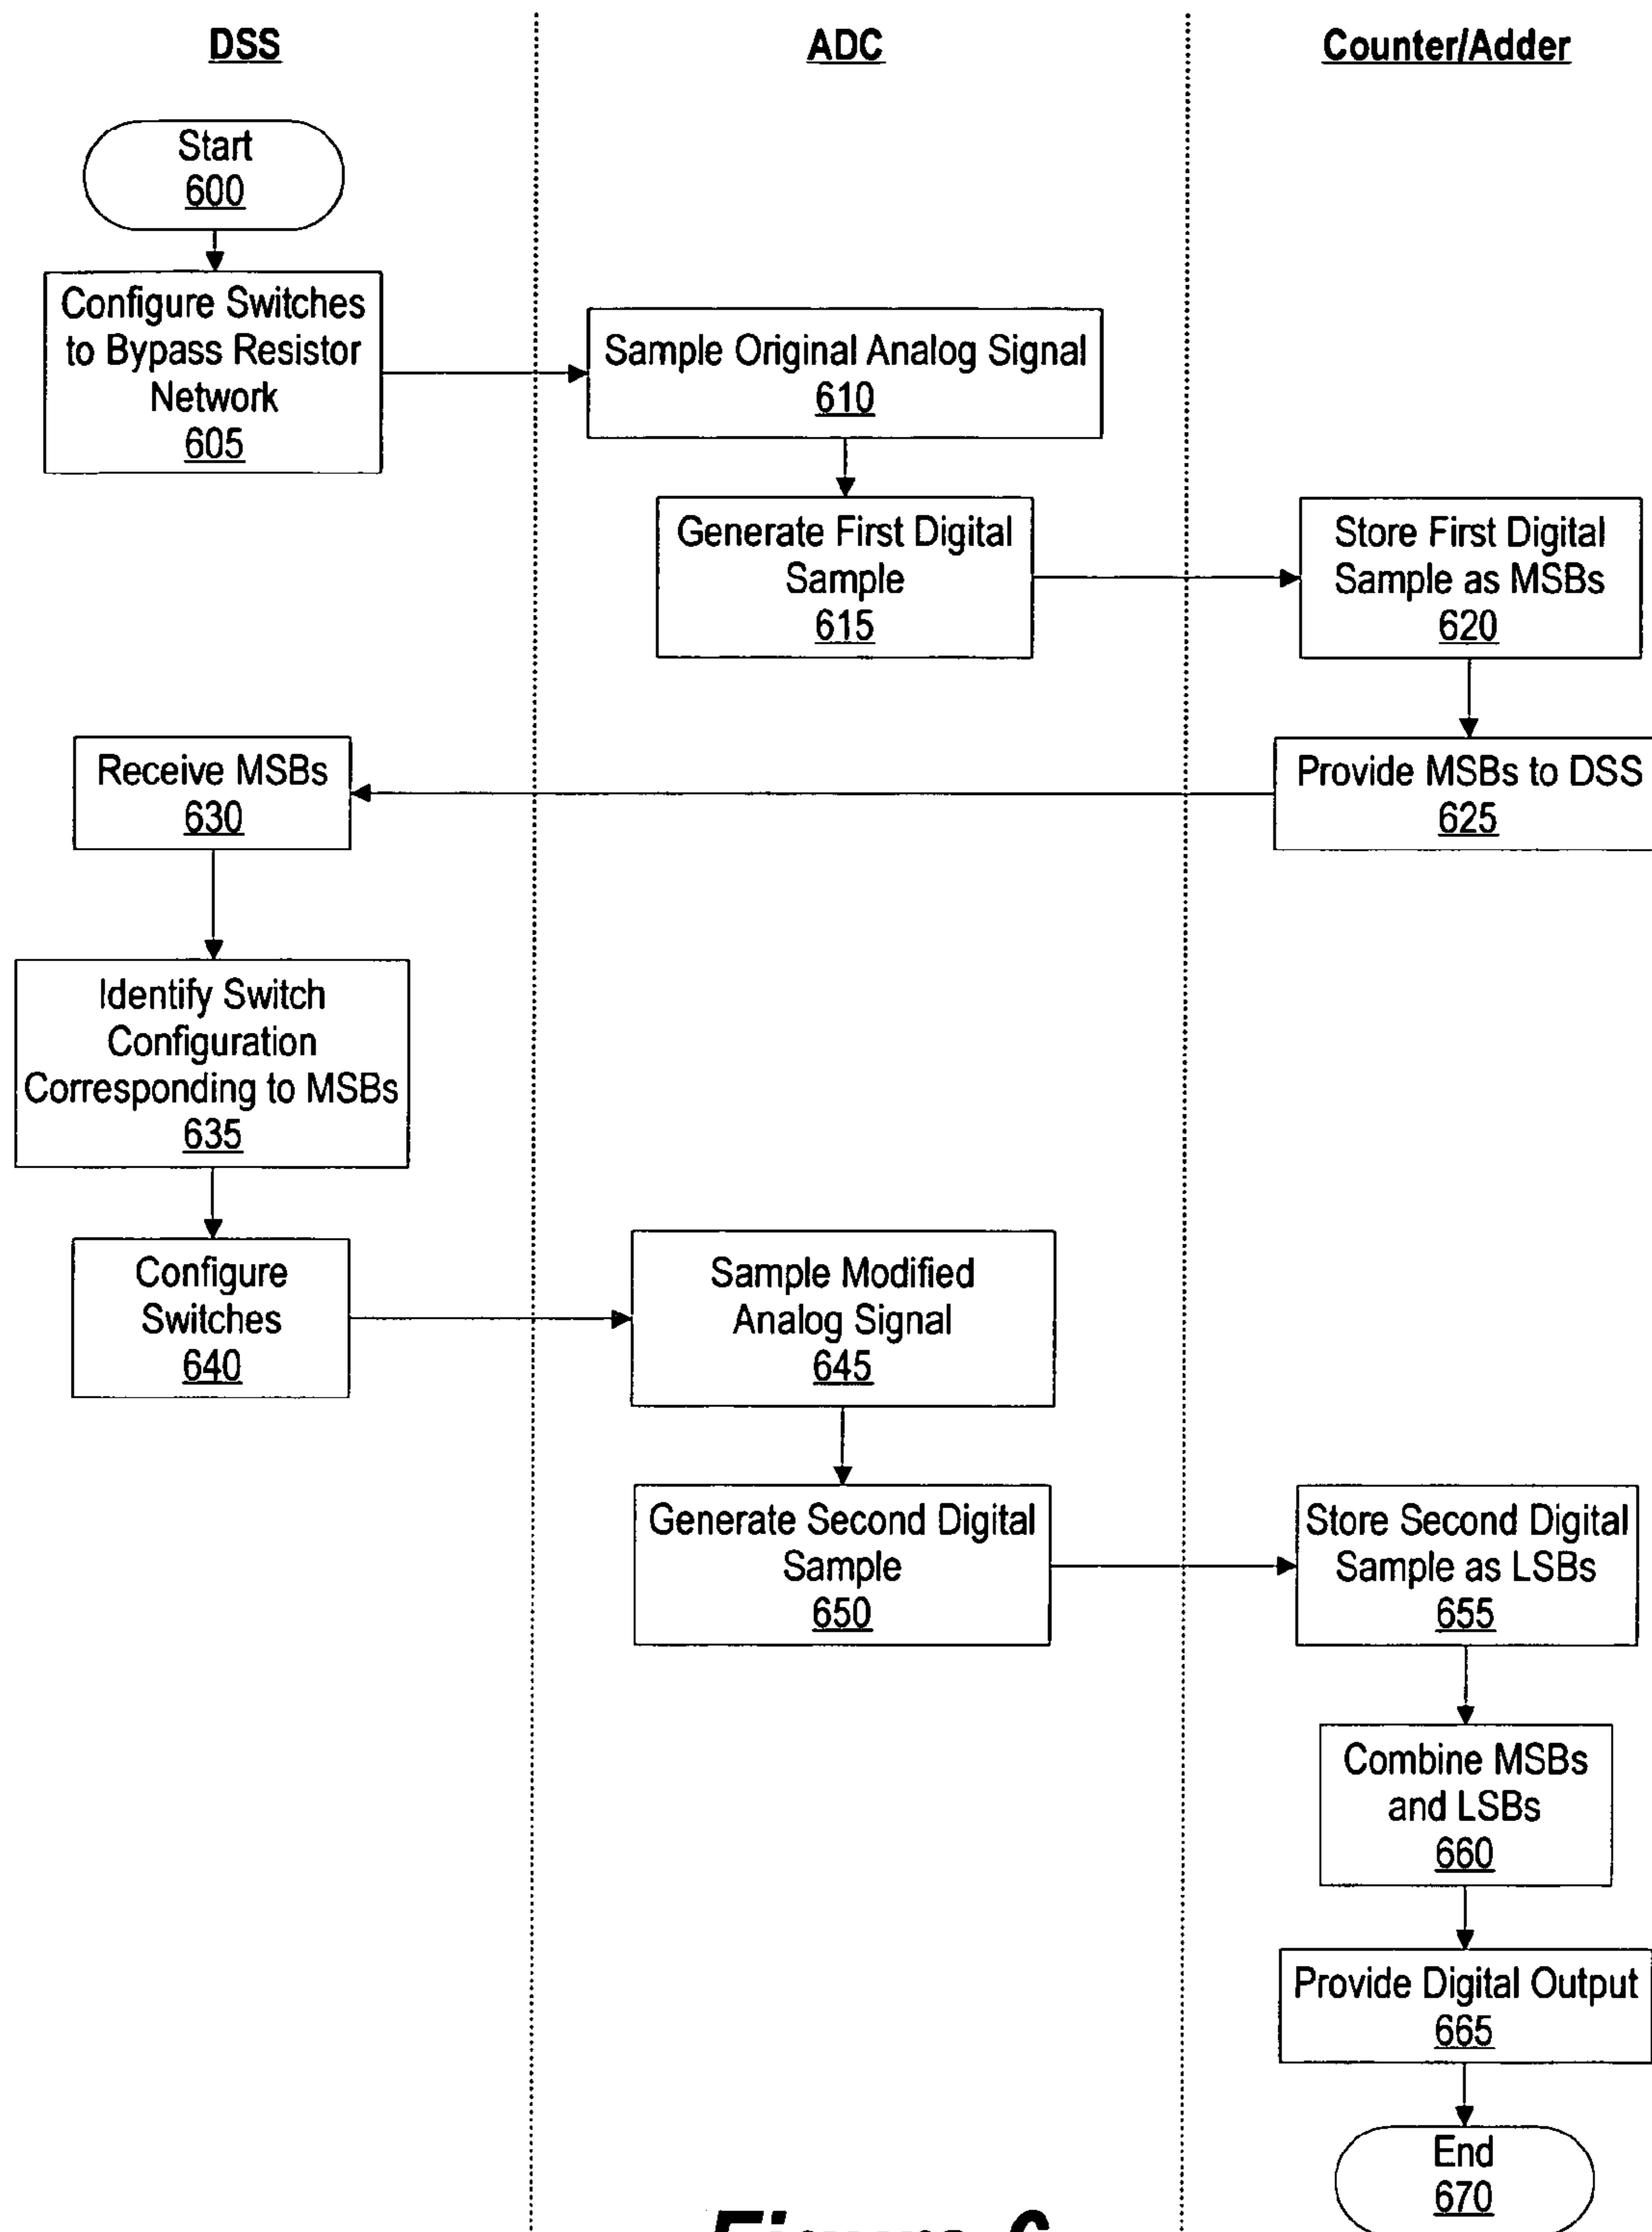 DSS
ADC
Counter/Adder
Start
600
Configure Switches
to Bypass Resistor
Network
605
Sample Original Analog Signal
610
Generate First Digital
Sample
615
Store First Digital
Sample as MSBs
620
Provide MSBs to DSS
625
Receive MSBs
630
Identify Switch
Configuration
Corresponding to MSBs
635
Configure
Switches
640
Sample Modified
Analog Signal
645
Generate Second Digital
Sample
650
Store Second Digital
Sample as LSBs
655
Combine MSBs
and LSBs
660
Provide Digital Output
665
End
670